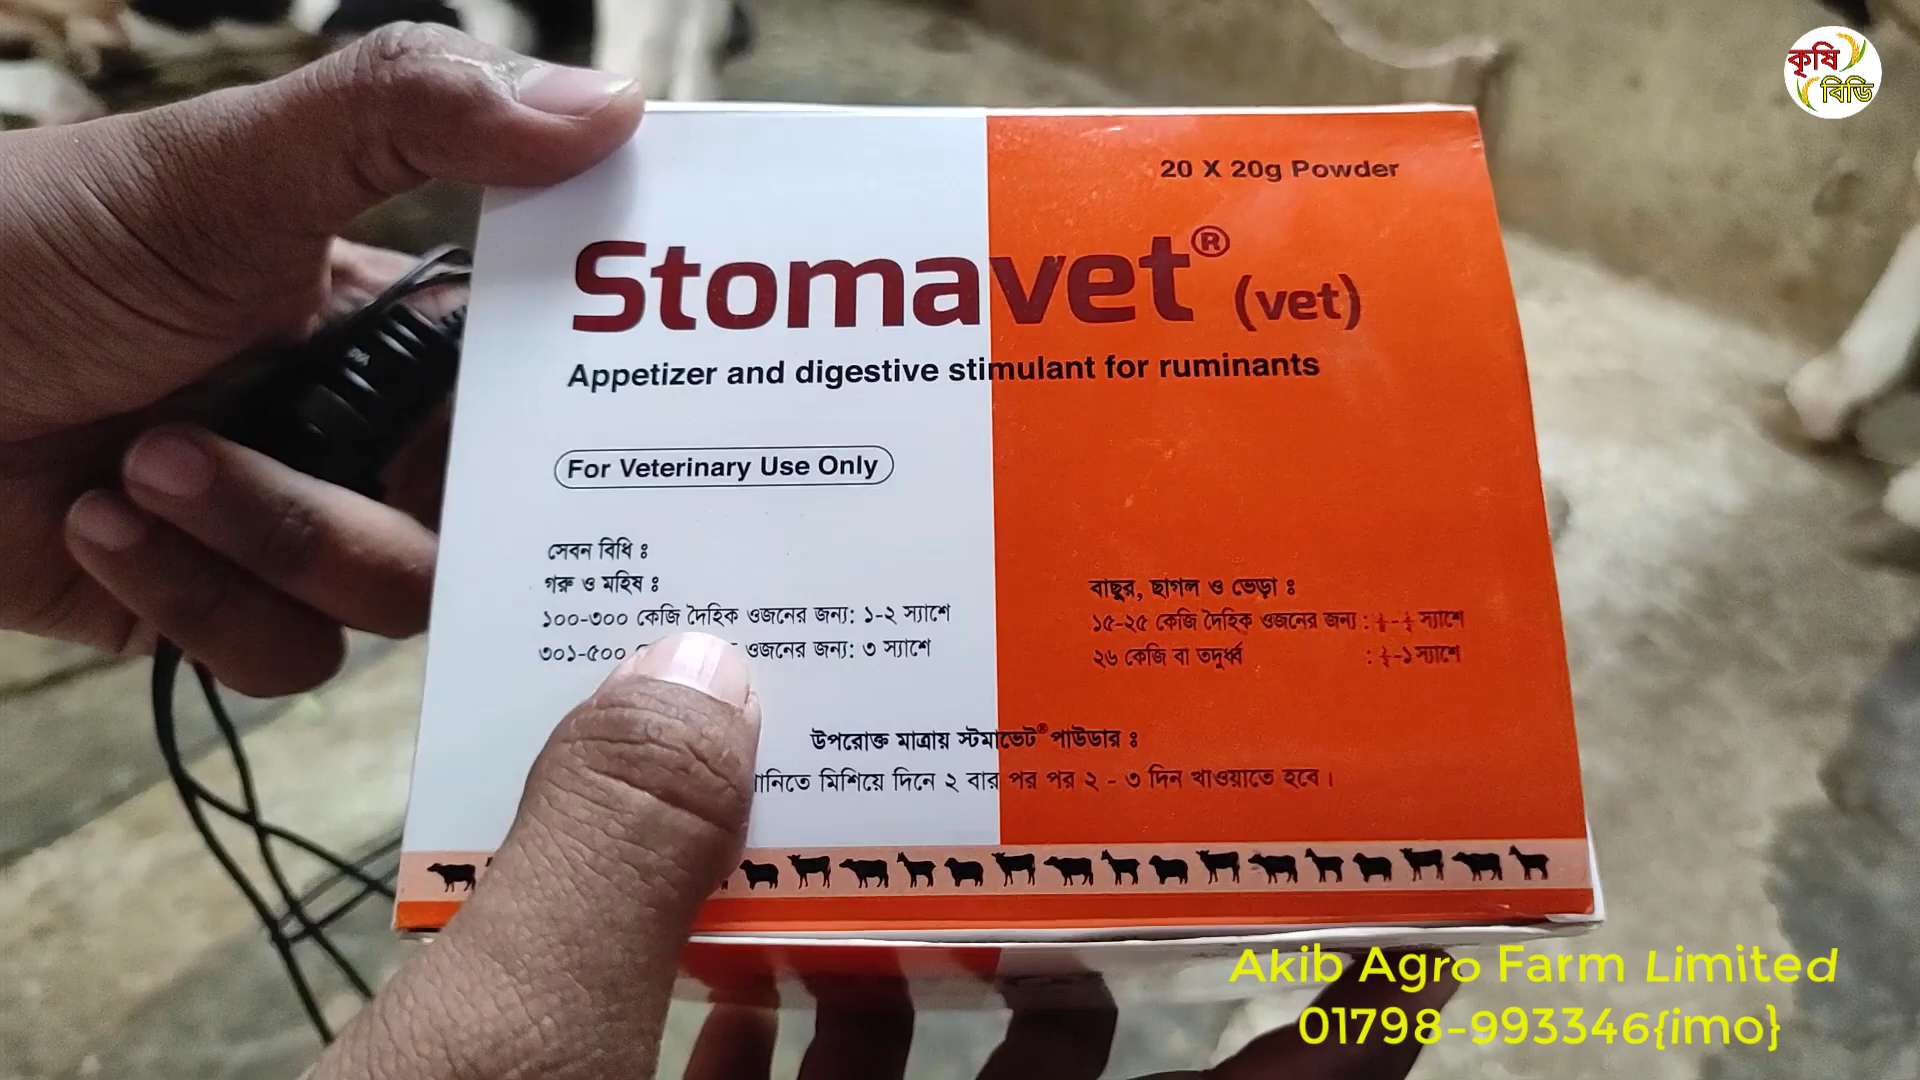 কৃষি
বিডি
20 X 20g Powder
Stomavet® (vet)
Appetizer and digestive stimulant for ruminants
For Veterinary Use Only
সেবন বিধি ঃ
গরু ও মহিষ ঃ
১০০-৩০০ কেজি দৈহিক ওজনের জন্য: ১-২ স্যাশে
৩০১-৫০০ ওজনের জন্য: ৩ স্যাশে
বাছুর, ছাগল ও ভেড়া ঃ
১৫-২৫ কেজি দৈহিক ওজনের জন্য : স্যাশে
২৬ কেজি বা তদুর্ধ্ব : -১ স্যাশে
উপরোক্ত মাত্রায় স্টমাভেট® পাউডার ঃ
মিশিয়ে দিনে ২ বার পর পর ২ - ৩ দিন খাওয়াতে হবে।
Akib Agro Farm Limited
01798-993346{imo}